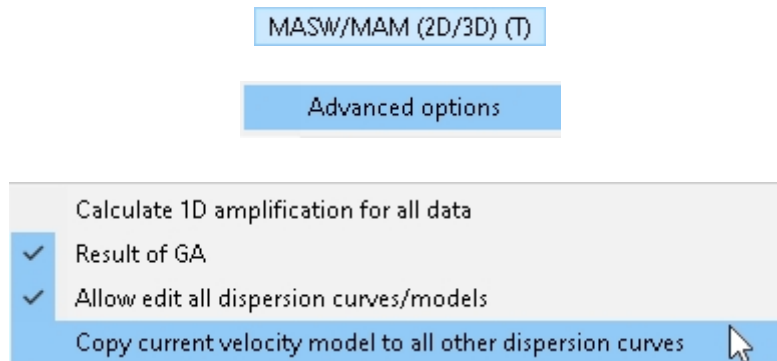 MASW/MAM (2D/3D) (T)
Advanced options
Calculate 1D amplification for all data
Result of GA
Allow edit all dispersion curves/models
Copy current velocity model to all other dispersion curves